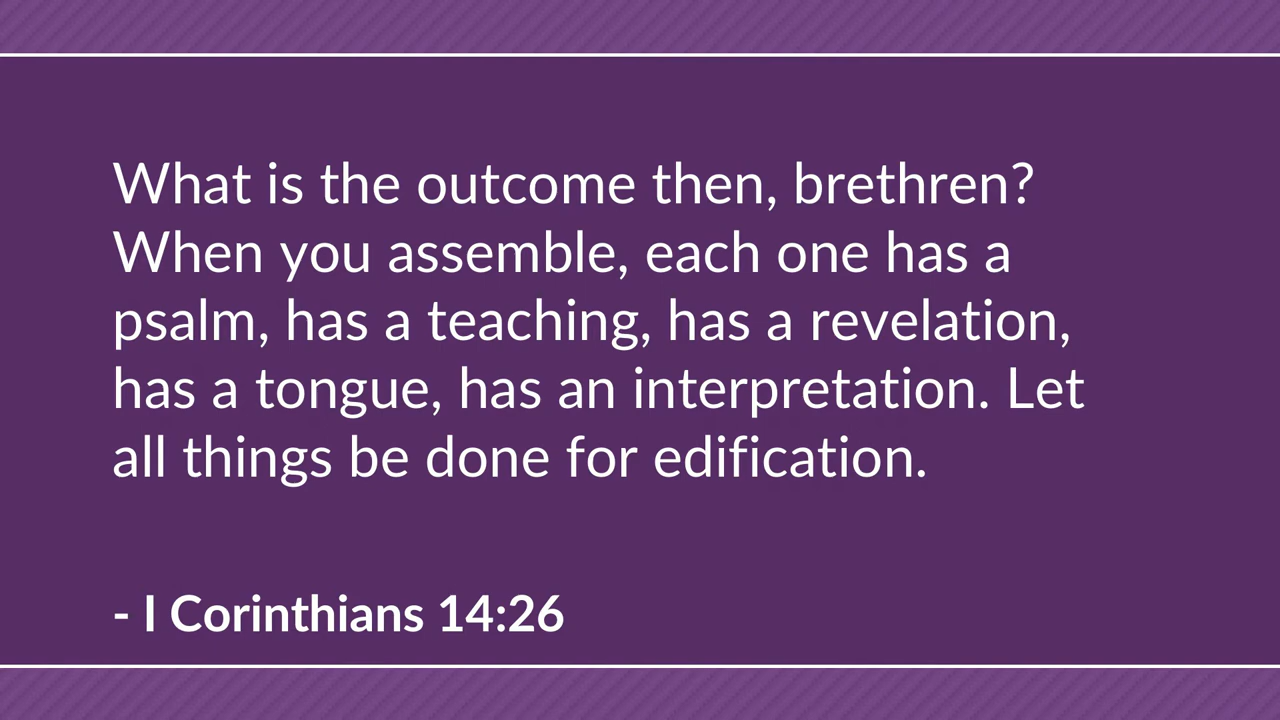 What is the outcome then, brethren?
When you assemble, each one has a
psalm, has a teaching, has a revelation,
has a tongue, has an interpretation. Let
all things be done for edification.
- I Corinthians 14:26